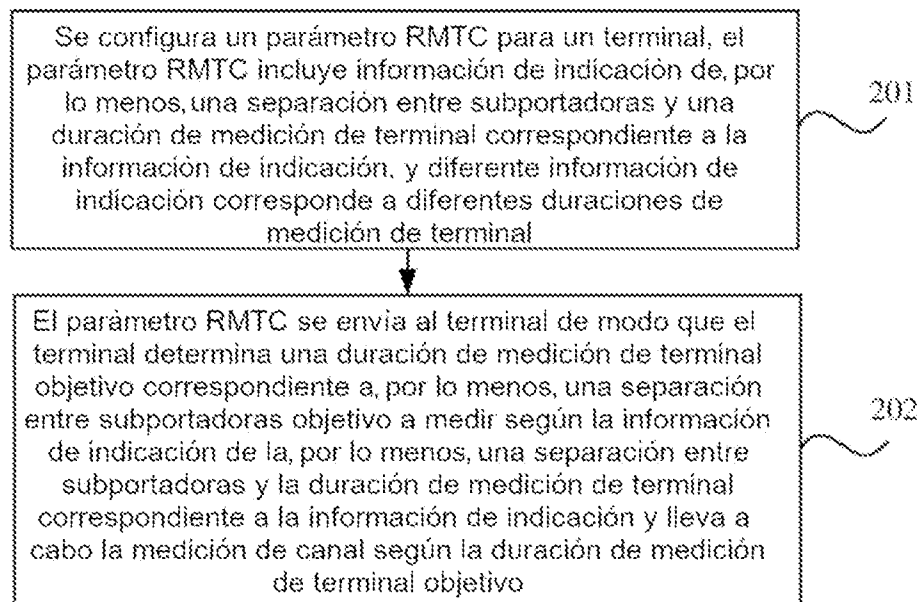 Se configura un parámetro RMTC para un terminal, el
parámetro RMTC incluye información de indicación de, por
lo menos, una separación entre subportadoras y una
duración de medición de terminal correspondiente a la
información de indicación, y diferente información de
indicación corresponde a diferentes duraciones de
medición de terminal
201
El parámetro RMTC se envía al terminal de modo que el
terminal determina una duración de medición de terminal
objetivo correspondiente a, por lo menos, una separación
entre subportadoras objetivo a medir según la información
de indicación de la, por lo menos, una separación entre
subportadoras y la duración de medición de terminal
correspondiente a la información de indicación y lleva a
cabo la medición de canal según la duración de medición
de terminal objetivo
202